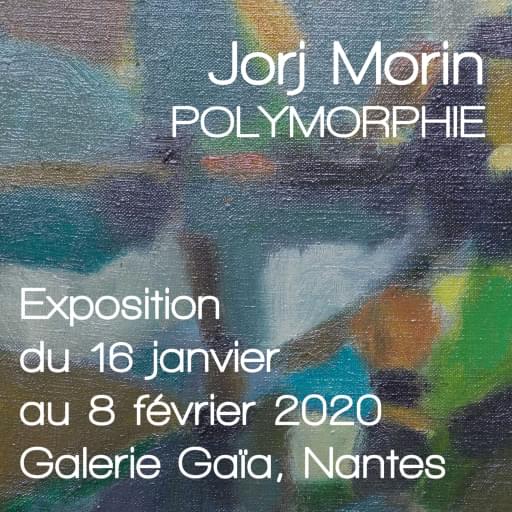 Jorj Morin
POLYMORPHIE
Exposition
du 16 janvier
au 8 février 2020
Galerie Gaïa, Nantes